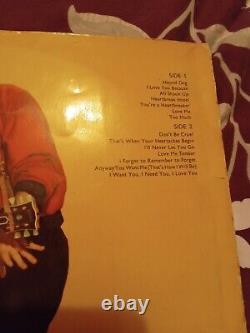 SIDE 1
Hound Dog
I Love You Because
All Shook Up
Heartbreak Hotel
You're a Heartbreaker
Love Me
Too Much
SIDE 2
Don't Be Cruel
That's When Your Heartaches Begin
I'll Never Let You Go
Love Me Tender
I Forgot to Remember to Forget
Anyway You Want Me (That's How I Will Be)
I Want You, I Need You, I Love You